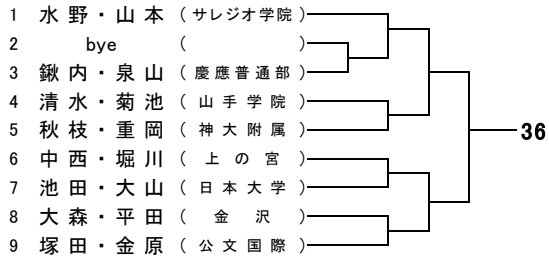 1 水野・山本 (サレジオ学院)
2 bye ( )
3 鍬内・泉山 (慶應普通部)
4 清水・菊池 (山手学院)
5 秋枝・重岡 (神大附属)
6 中西・堀川 (上の宮)
7 池田・大山 (日本大学)
8 大森・平田 (金沢)
9 塚田・金原 (公文国際)
36